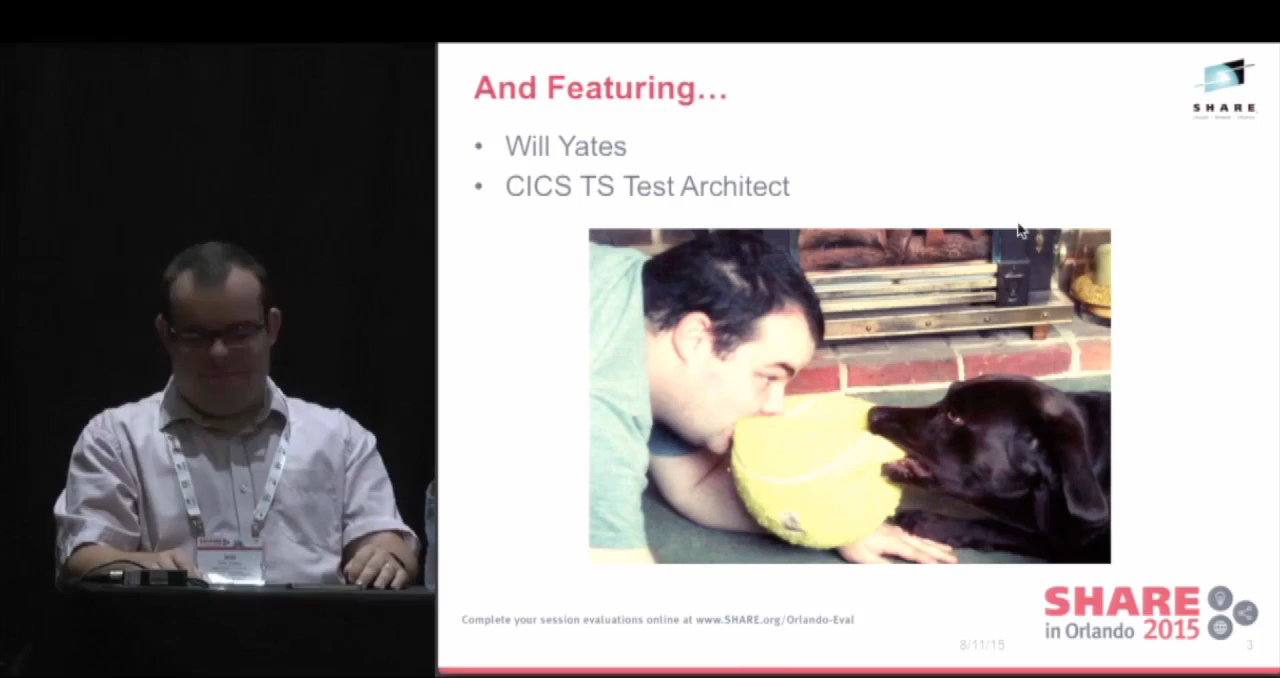 And Featuring…
• Will Yates
• CICS TS Test Architect
SHARE
Complete your session evaluations online at www.SHARE.org/Orlando-Eval
SHARE
in Orlando 2015
8/11/15
3